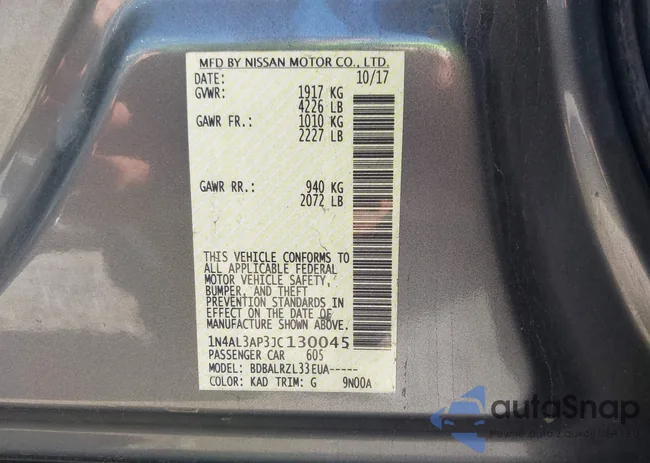 MFD BY NISSAN MOTOR CO., LTD.
DATE: 10/17
GVWR: 1917 KG
4226 LB
GAWR FR.: 1010 KG
2227 LB
GAWR RR.: 940 KG
2072 LB
THIS VEHICLE CONFORMS TO
ALL APPLICABLE FEDERAL
MOTOR VEHICLE SAFETY,
BUMPER, AND THEFT
PREVENTION STANDARDS IN
EFFECT ON THE DATE OF
MANUFACTURE SHOWN ABOVE.
1N4AL3AP3JC130045
PASSENGER CAR 605
MODEL: BDBALRZL33EUA-----
COLOR: KAD TRIM: G 9N00A
autoSnap